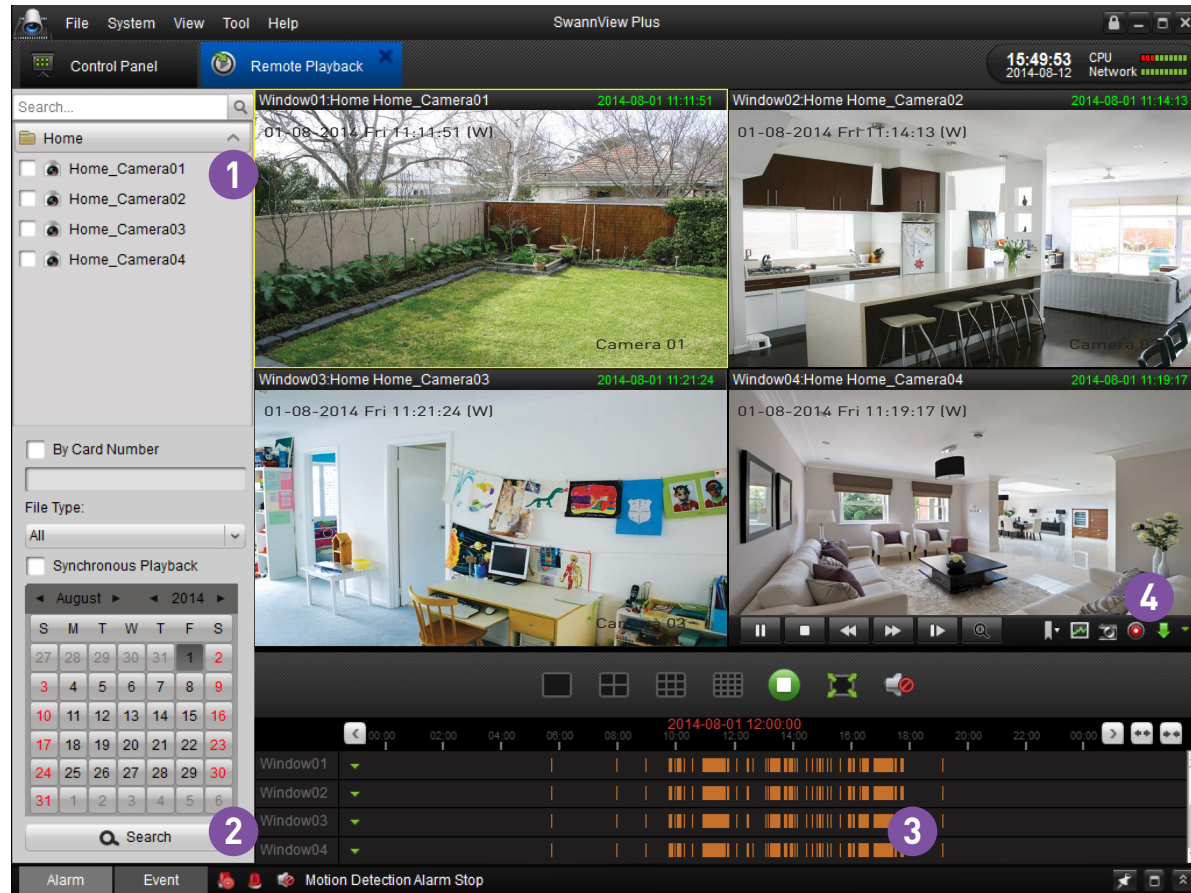 File System View Tool Help SwannView Plus
Control Panel Remote Playback 15:49:53 CPU
2014-08-12 Network
Search...
Home
Home_Camera01
Home_Camera02
Home_Camera03
Home_Camera04
1
Window01:Home Home_Camera01 2014-08-01 11:11:51
01-08-2014 Fri 11:11:51 (W)
Camera 01
Window02:Home Home_Camera02 2014-08-01 11:14:13
01-08-2014 Fri 11:14:13 (W)
Camera
Window03:Home Home_Camera03 2014-08-01 11:21:24
01-08-2014 Fri 11:21:24 (W)
Camera 03
Window04:Home Home_Camera04 2014-08-01 11:19:17
01-08-2014 Fri 11:19:17 (W)
4
By Card Number
File Type:
All
Synchronous Playback
August 2014
S M T W T F S
27 28 29 30 31 1 2
3 4 5 6 7 8 9
10 11 12 13 14 15 16
17 18 19 20 21 22 23
24 25 26 27 28 29 30
31 1 2 3 4 5 6
Search
2
2014-08-01 12:00:00
00:00 02:00 04:00 06:00 08:00 10:00 12:00 14:00 16:00 18:00 20:00 22:00 00:00
Window01
Window02
Window03
Window04
3
Alarm Event Motion Detection Alarm Stop